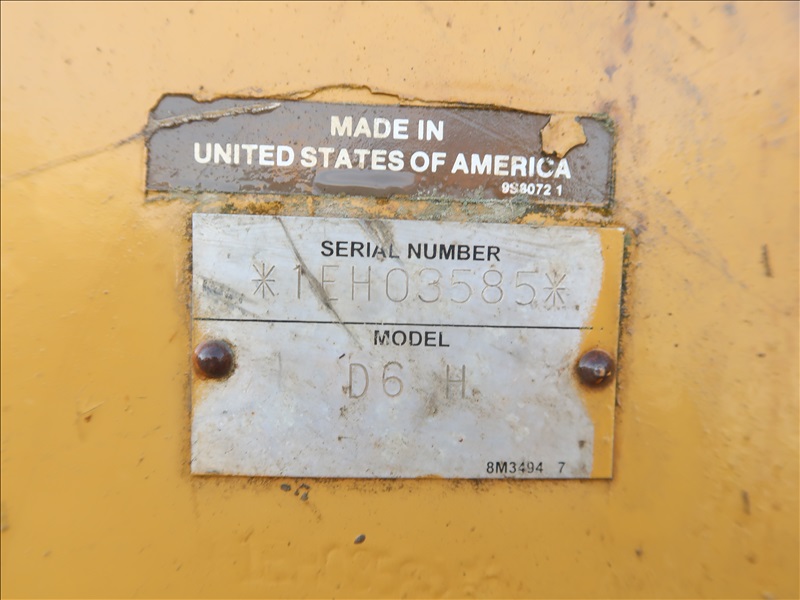 MADE IN
UNITED STATES OF AMERICA
9S8072 1
SERIAL NUMBER
*1EH03585*
MODEL
D6 H
8M3494 7